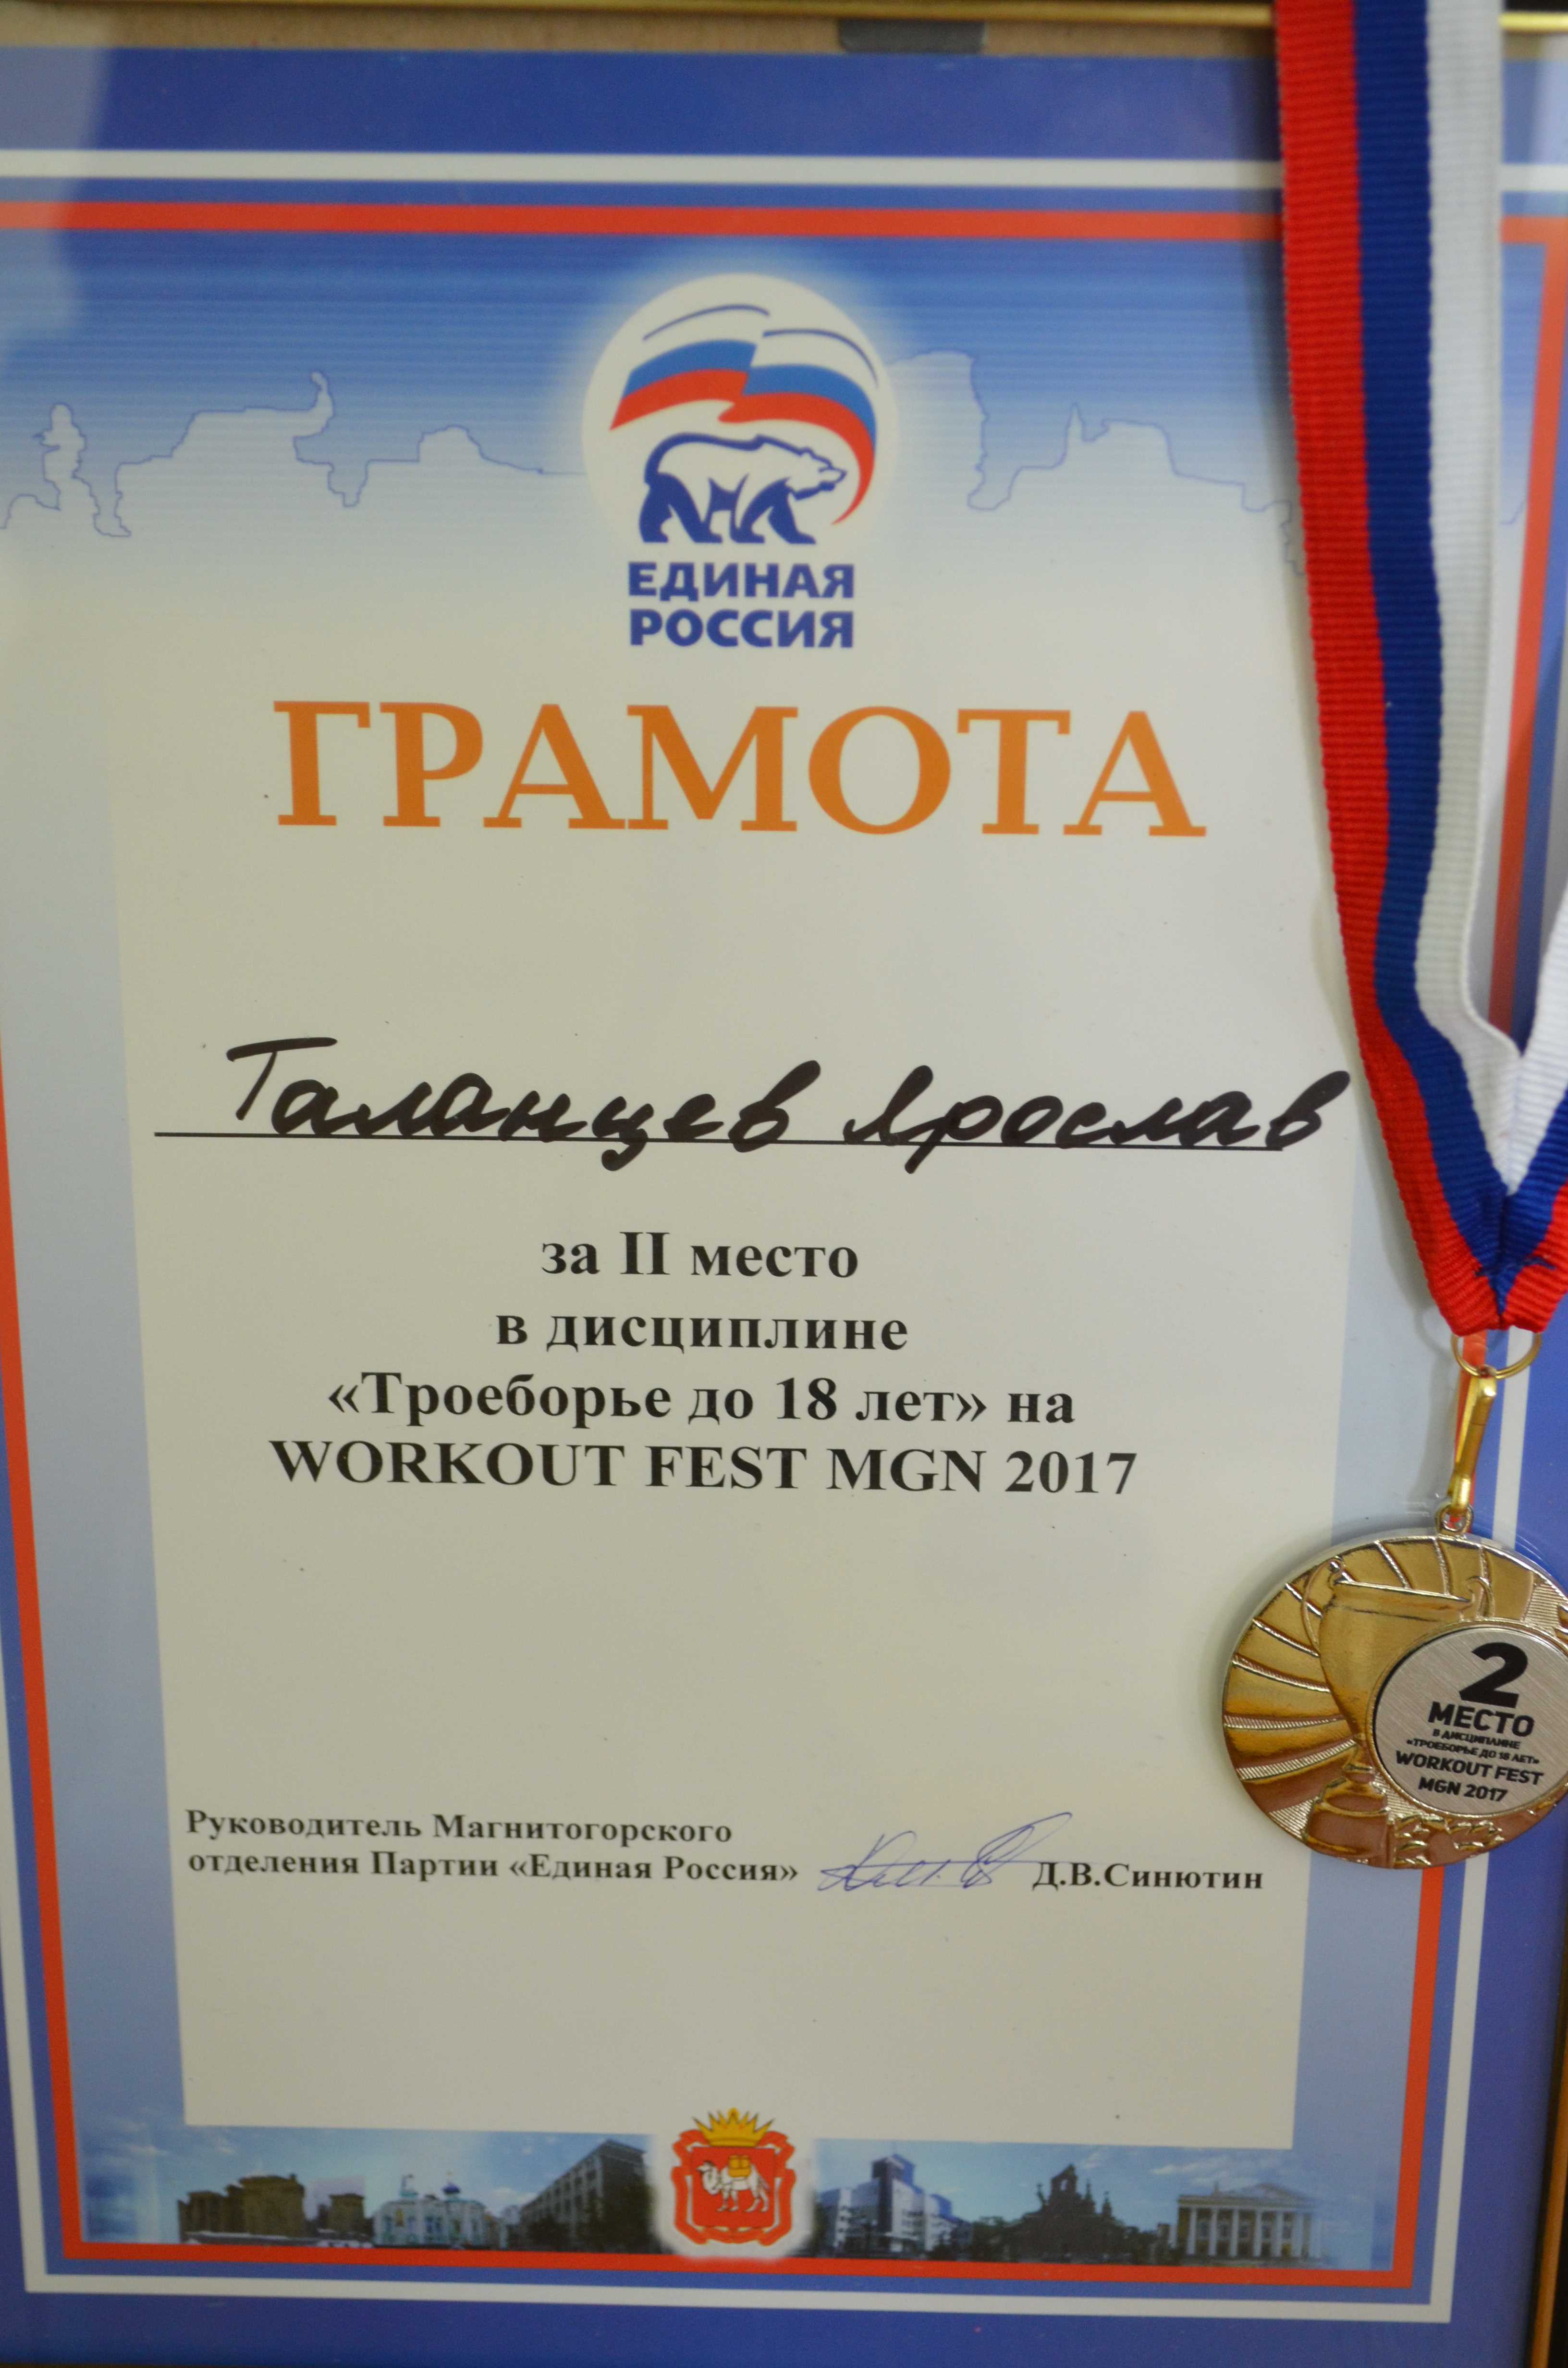 ЕДИНАЯ
РОССИЯ
ГРАМОТА
Таланцев Ярослав
за II место
в дисциплине
«Троеборье до 18 лет» на
WORKOUT FEST MGN 2017
2
МЕСТО
В ДИСЦИПЛИНЕ
«ТРОЕБОРЬЕ ДО 18 ЛЕТ»
WORKOUT FEST
MGN 2017
Руководитель Магнитогорского
отделения Партии «Единая Россия» Д.В.Синютин